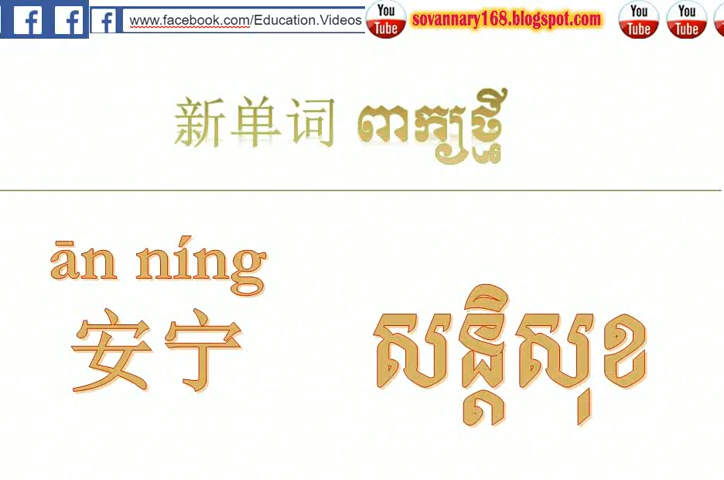 www.facebook.com/Education.Videos You Tube sovannary168.blogspot.com You Tube You Tube
新单词 ពាក្យថ្មី
ān níng
安宁 សន្តិសុខ